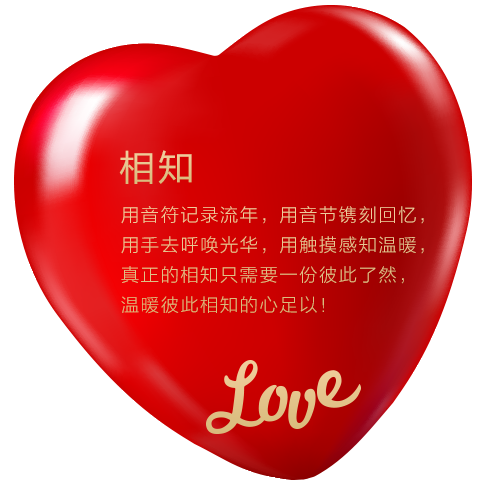 相知
用音符记录流年，用音节镌刻回忆，
用手去呼唤光华，用触摸感知温暖，
真正的相知只需要一份彼此了然，
温暖彼此相知的心足以！
Love